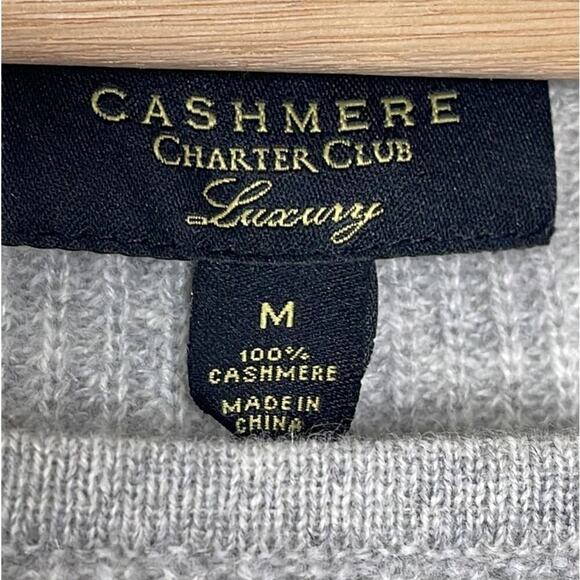 CASHMERE
CHARTER CLUB
Luxury
M
100%
CASHMERE
MADE IN
CHINA